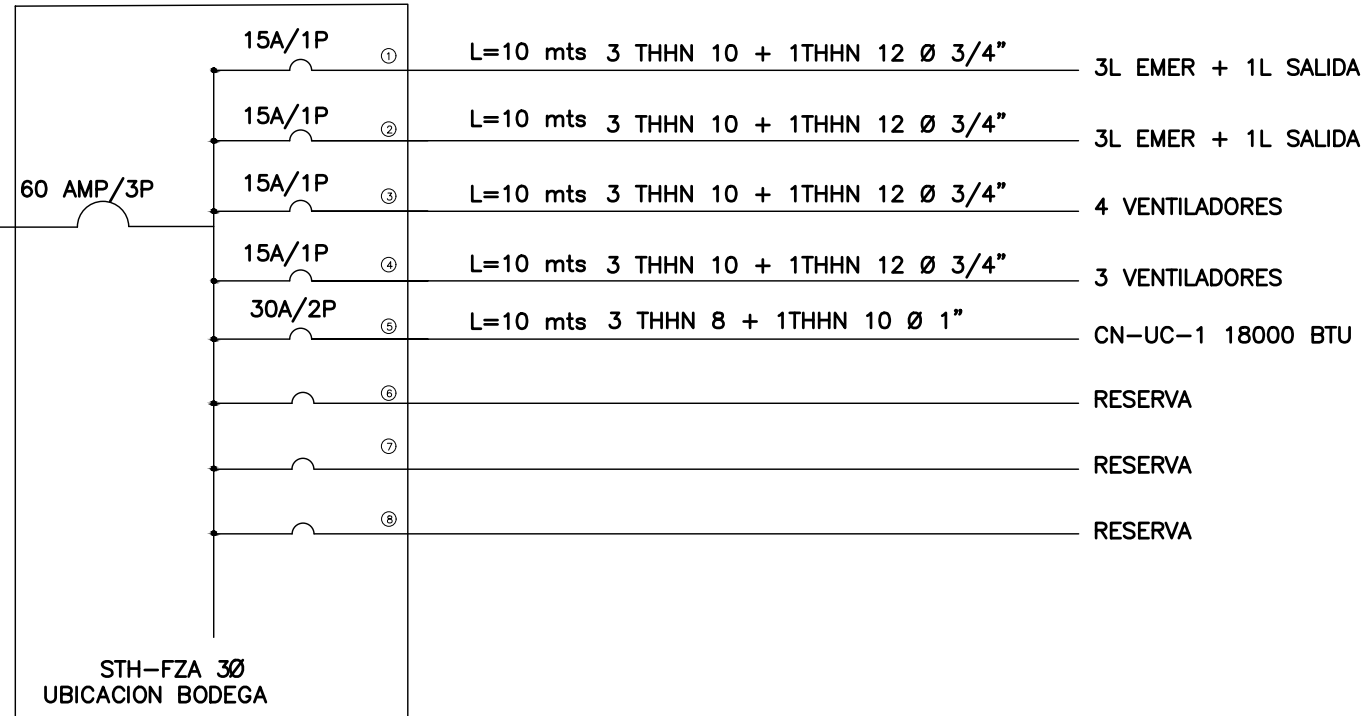 15A/1P ① L=10 mts 3 THHN 10 + 1THHN 12 Ø 3/4”
3L EMER + 1L SALIDA
15A/1P ② L=10 mts 3 THHN 10 + 1THHN 12 Ø 3/4”
3L EMER + 1L SALIDA
60 AMP/3P
15A/1P ③ L=10 mts 3 THHN 10 + 1THHN 12 Ø 3/4”
4 VENTILADORES
15A/1P ④ L=10 mts 3 THHN 10 + 1THHN 12 Ø 3/4”
3 VENTILADORES
30A/2P ⑤ L=10 mts 3 THHN 8 + 1THHN 10 Ø 1”
CN-UC-1 18000 BTU
⑥ RESERVA
⑦ RESERVA
⑧ RESERVA
STH-FZA 3Ø
UBICACION BODEGA